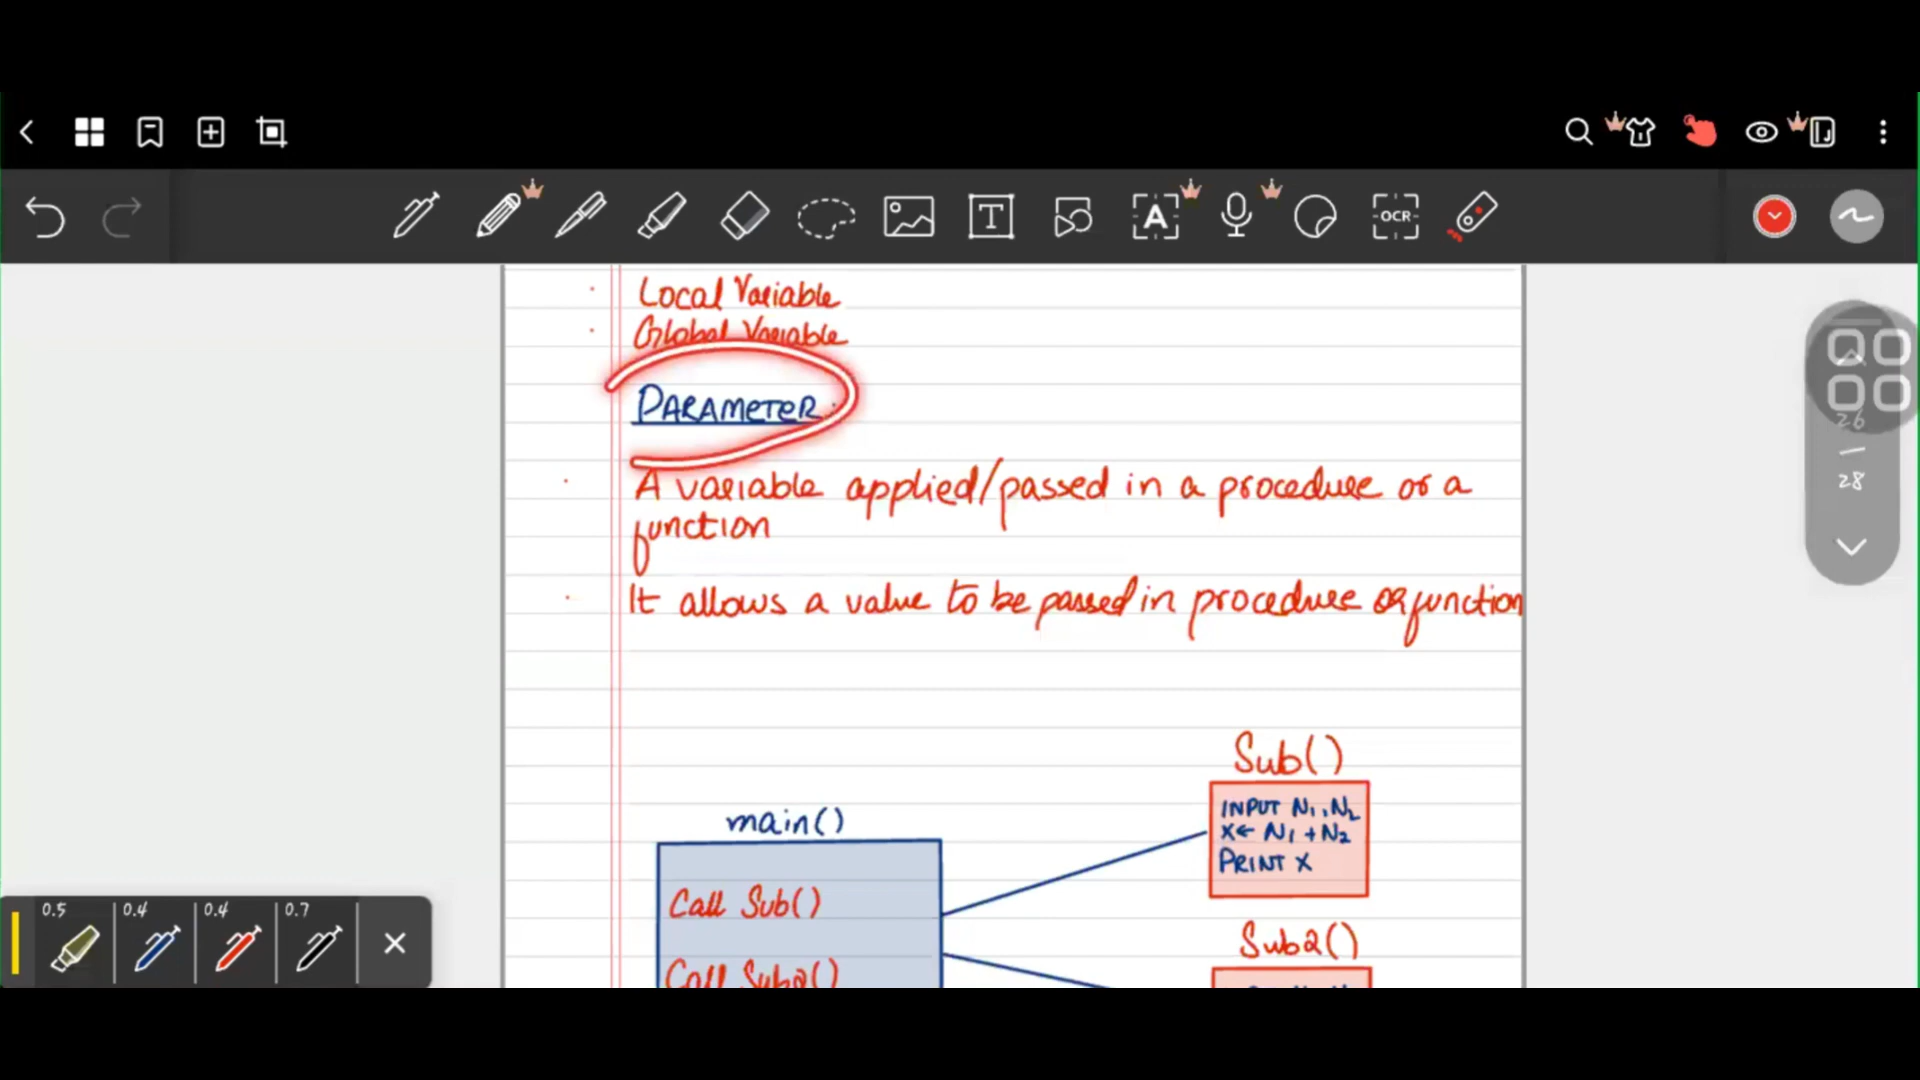 OCR
Local Variable
Global Variable
PARAMETER
A variable applied/passed in a procedure or a
function
It allows a value to be passed in procedure or function
Sub()
INPUT N1, N2
X← N1 + N2
PRINT X
main()
Call Sub()
Call Sub2()
Sub2()
26
28
0.5 0.4 0.4 0.7